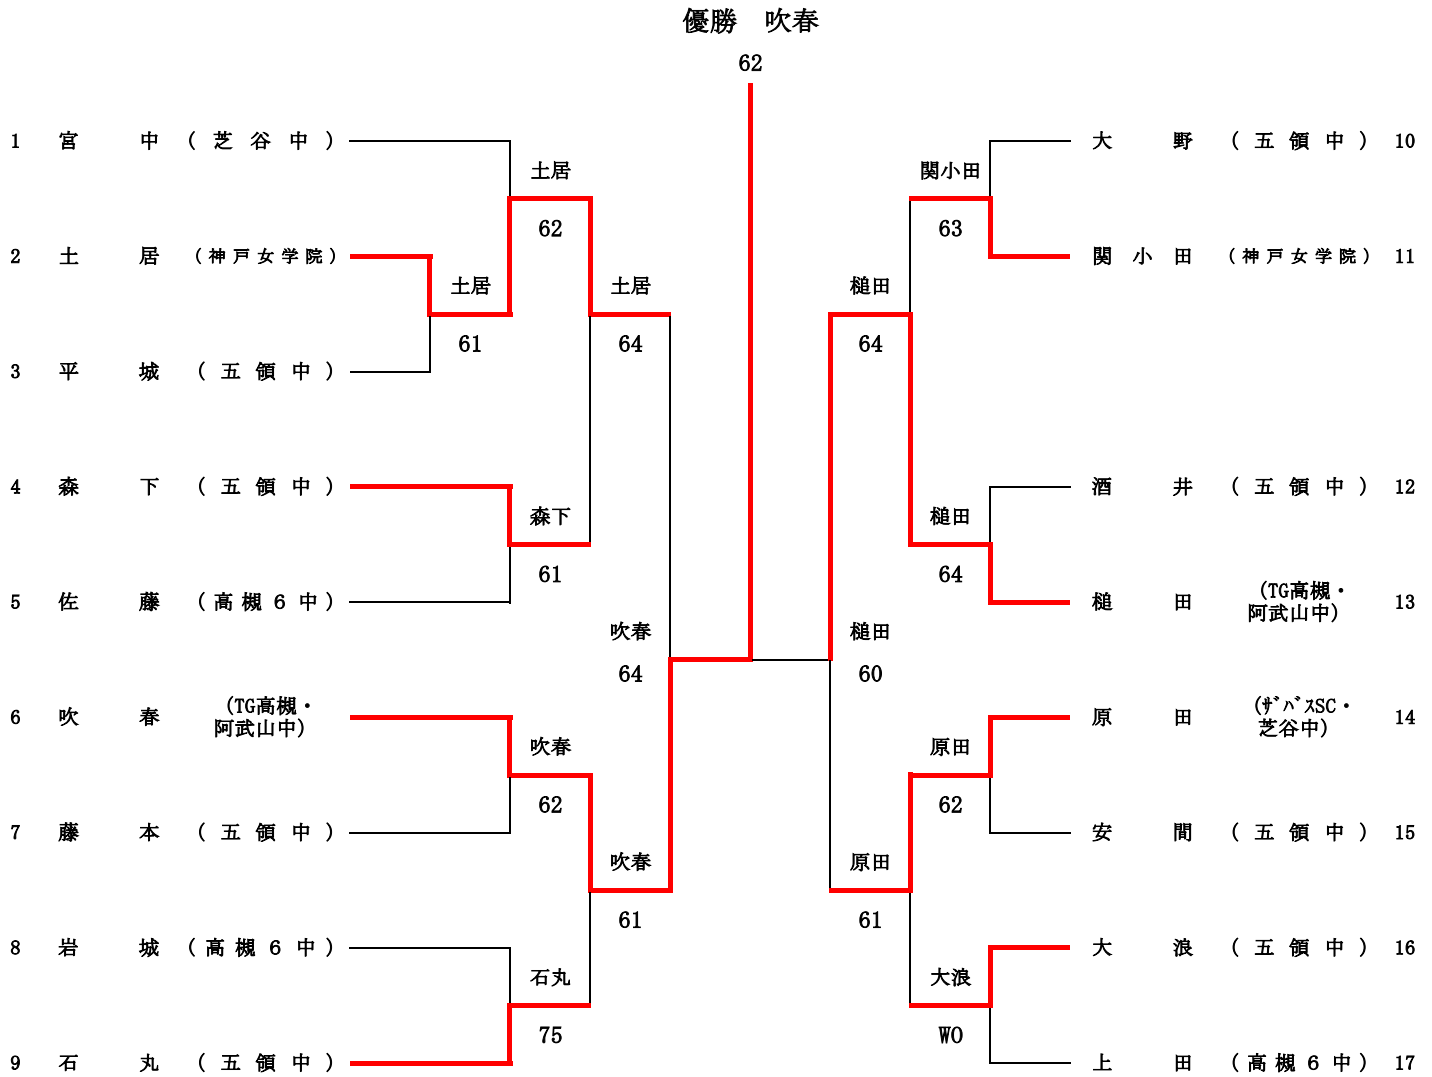 優勝 吹春
62
1 宮 中 ( 芝 谷 中 )
土居
62
2 土 居 ( 神 戸 女 学 院 )
土居
61
土居
64
3 平 城 ( 五 領 中 )
4 森 下 ( 五 領 中 )
森下
61
5 佐 藤 ( 高 槻 6 中 )
吹春
64
6 吹 春 (TG高槻・
阿武山中)
吹春
62
7 藤 本 ( 五 領 中 )
吹春
61
8 岩 城 ( 高 槻 6 中 )
石丸
75
9 石 丸 ( 五 領 中 )
大 野 ( 五 領 中 ) 10
関小田
63
関 小 田 ( 神 戸 女 学 院 ) 11
槌田
64
酒 井 ( 五 領 中 ) 12
槌田
64
槌 田 (TG高槻・
阿武山中) 13
槌田
60
原 田 (ザバスSC・
芝谷中) 14
原田
62
安 間 ( 五 領 中 ) 15
原田
61
大 浪 ( 五 領 中 ) 16
大浪
WO
上 田 ( 高 槻 6 中 ) 17